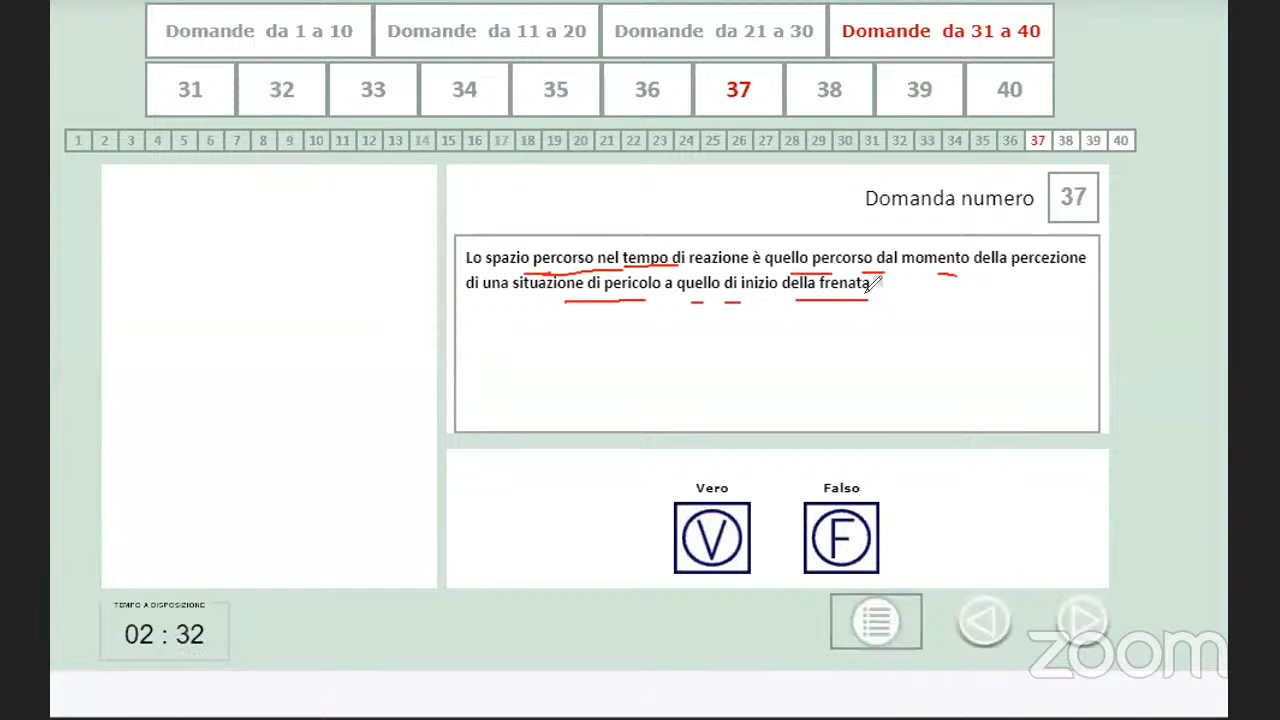 Domande da 1 a 10 Domande da 11 a 20 Domande da 21 a 30 Domande da 31 a 40
31 32 33 34 35 36 37 38 39 40
1 2 3 4 5 6 7 8 9 10 11 12 13 14 15 16 17 18 19 20 21 22 23 24 25 26 27 28 29 30 31 32 33 34 35 36 37 38 39 40
Domanda numero 37
Lo spazio percorso nel tempo di reazione è quello percorso dal momento della percezione
di una situazione di pericolo a quello di inizio della frenata
Vero Falso
V F
TEMPO A DISPOSIZIONE
02 : 32
zoom